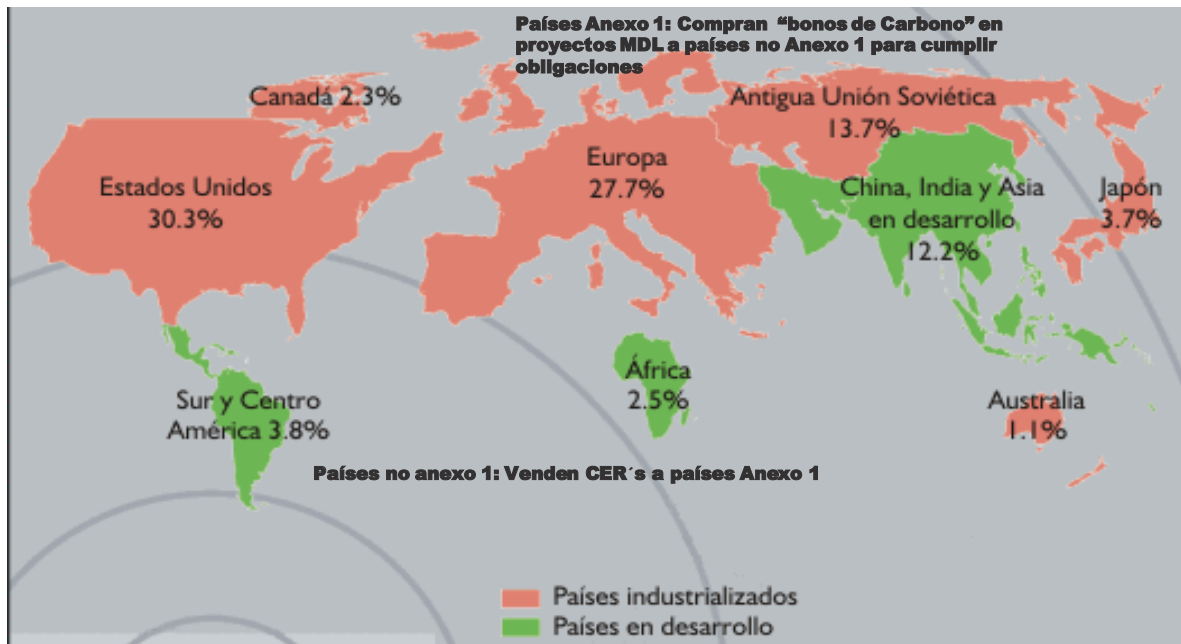 Países Anexo 1: Compran “bonos de Carbono” en
proyectos MDL a países no Anexo 1 para cumplir
obligaciones
Canadá 2.3%
Antigua Unión Soviética
13.7%
Estados Unidos
30.3%
Europa
27.7%
China, India y Asia
en desarrollo
12.2%
Japón
3.7%
Sur y Centro
América 3.8%
África
2.5%
Australia
1.1%
Países no anexo 1: Venden CER´s a países Anexo 1
Países industrializados
Países en desarrollo